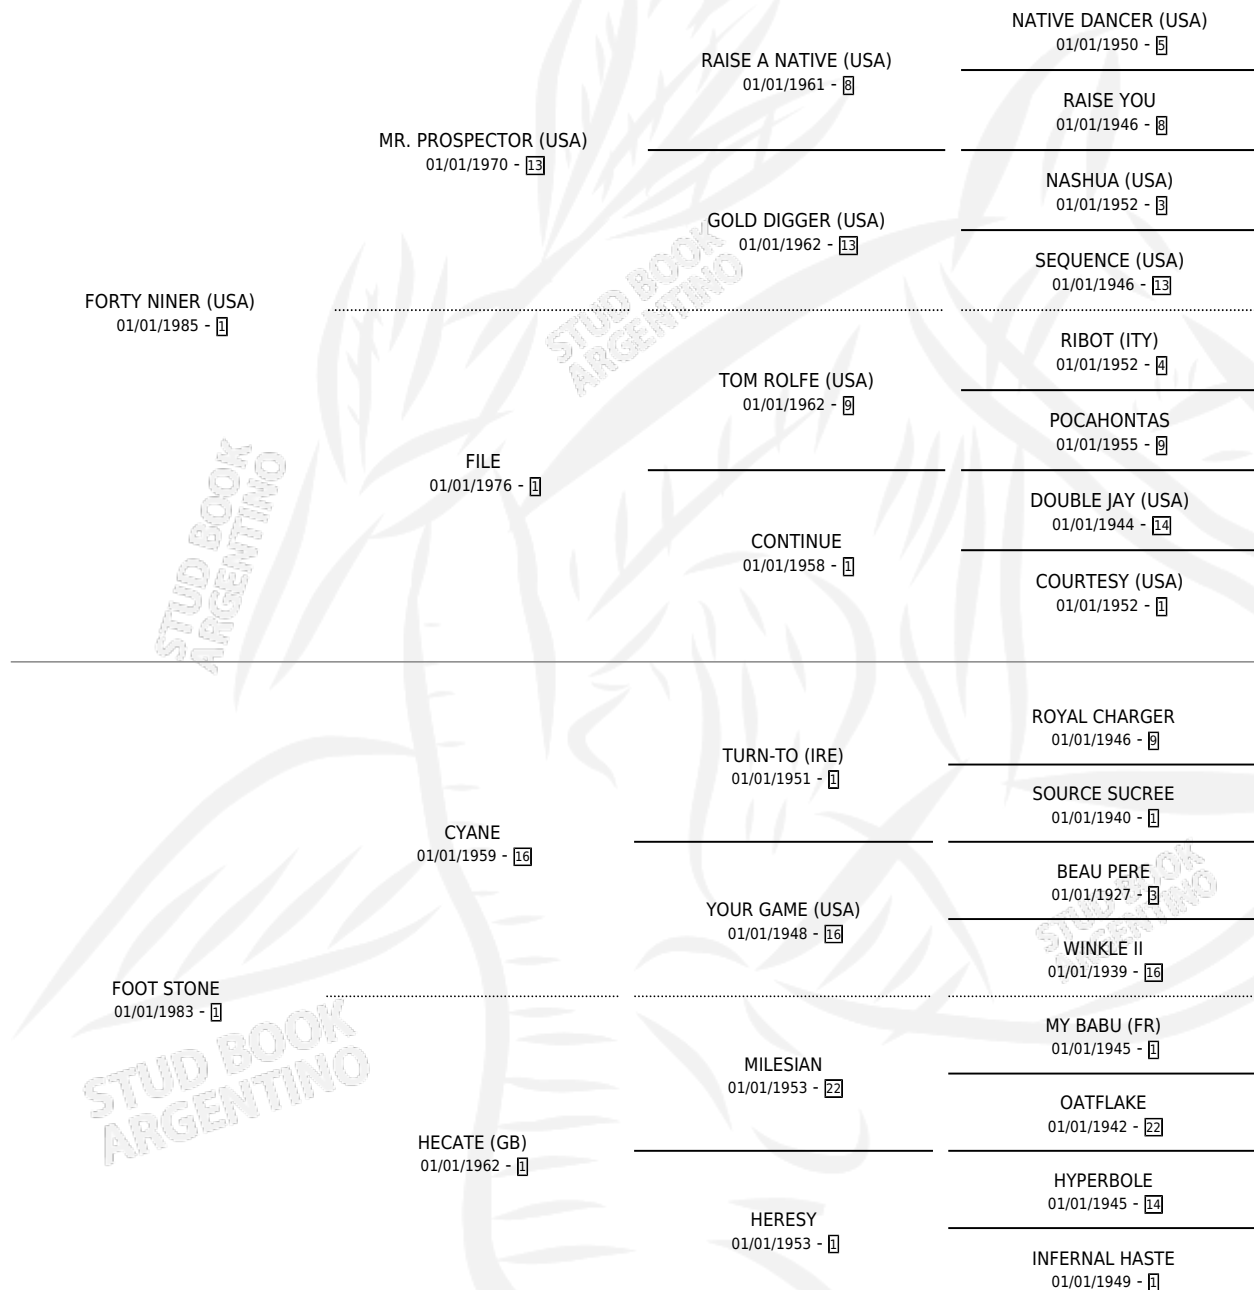 NATIVE DANCER (USA)
01/01/1950 - 5
RAISE A NATIVE (USA)
01/01/1961 - 8
RAISE YOU
01/01/1946 - 8
MR. PROSPECTOR (USA)
01/01/1970 - 13
NASHUA (USA)
01/01/1952 - 3
GOLD DIGGER (USA)
01/01/1962 - 13
SEQUENCE (USA)
01/01/1946 - 13
FORTY NINER (USA)
01/01/1985 - 1
STUD BOOK
ARGENTINO
RIBOT (ITY)
01/01/1952 - 4
TOM ROLFE (USA)
01/01/1962 - 9
POCAHONTAS
01/01/1955 - 9
FILE
01/01/1976 - 1
DOUBLE JAY (USA)
01/01/1944 - 14
CONTINUE
01/01/1958 - 1
COURTESY (USA)
01/01/1952 - 1
STUD BOOK
ARGENTINO
ROYAL CHARGER
01/01/1946 - 9
TURN-TO (IRE)
01/01/1951 - 1
SOURCE SUCREE
01/01/1940 - 1
CYANE
01/01/1959 - 16
BEAU PERE
01/01/1927 - 3
YOUR GAME (USA)
01/01/1948 - 16
WINKLE II
01/01/1939 - 16
STUD BOOK
ARGENTINO
FOOT STONE
01/01/1983 - 1
STUD BOOK
ARGENTINO
MY BABU (FR)
01/01/1945 - 1
MILESIAN
01/01/1953 - 22
OATFLAKE
01/01/1942 - 22
HECATE (GB)
01/01/1962 - 1
HYPERBOLE
01/01/1945 - 14
HERESY
01/01/1953 - 1
INFERNAL HASTE
01/01/1949 - 1